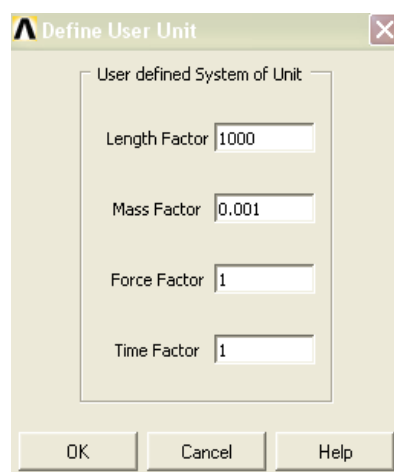 Define User Unit
User defined System of Unit
Length Factor 1000
Mass Factor 0.001
Force Factor 1
Time Factor 1
OK Cancel Help